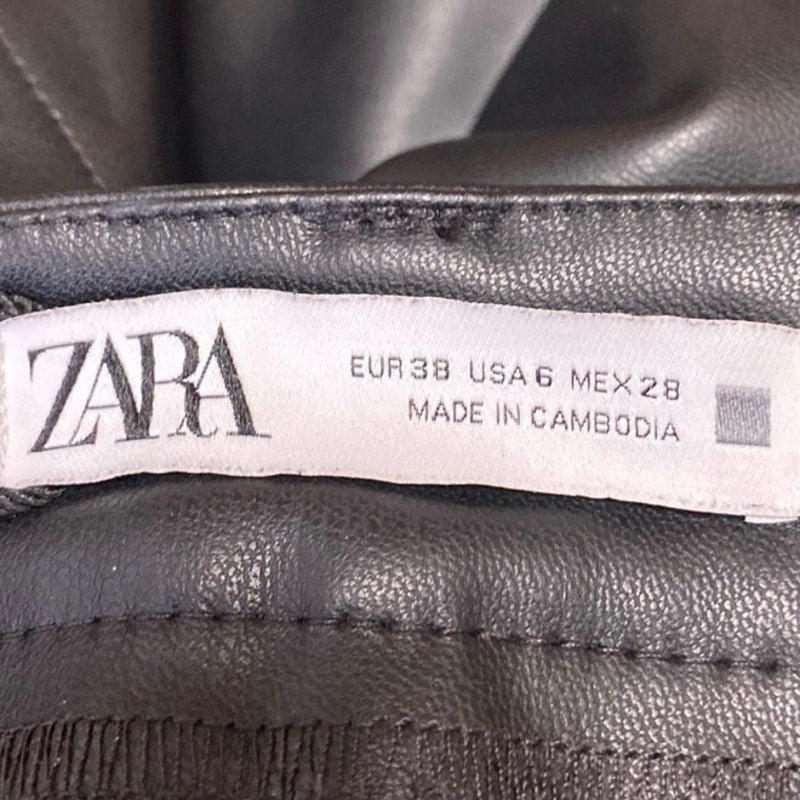 ZARA
EUR 38 USA 6 MEX 28
MADE IN CAMBODIA